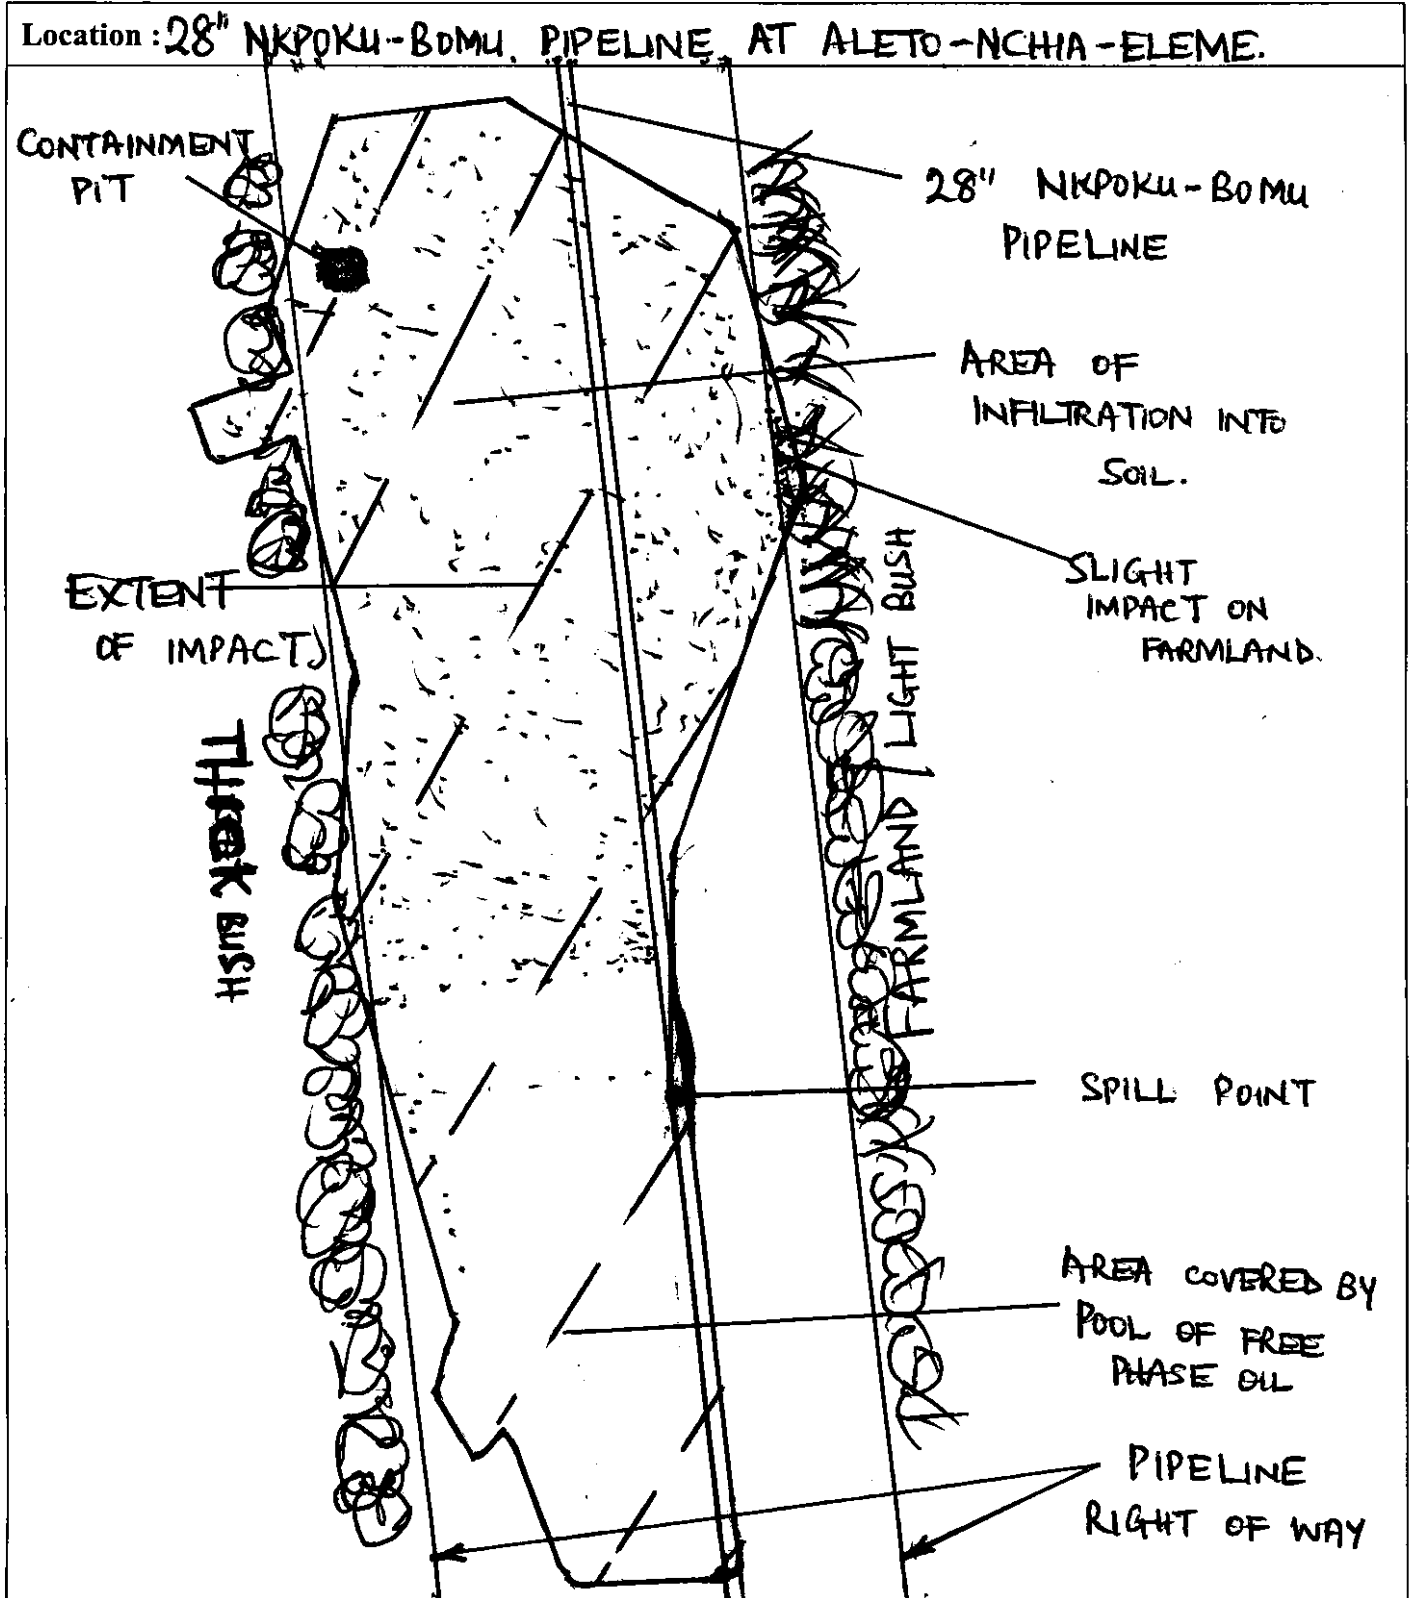 Location : 28" NKPOKU-BOMU PIPELINE AT ALETO-NCHIA-ELEME.
CONTAINMENT
PIT
28" NKPOKU-BOMU
PIPELINE
AREA OF
INFILTRATION INTO
SOIL.
SLIGHT
IMPACT ON
FARMLAND.
EXTENT
OF IMPACT
THICK BUSH
FARMLAND / LIGHT BUSH
SPILL POINT
AREA COVERED BY
POOL OF FREE
PHASE OIL
PIPELINE
RIGHT OF WAY